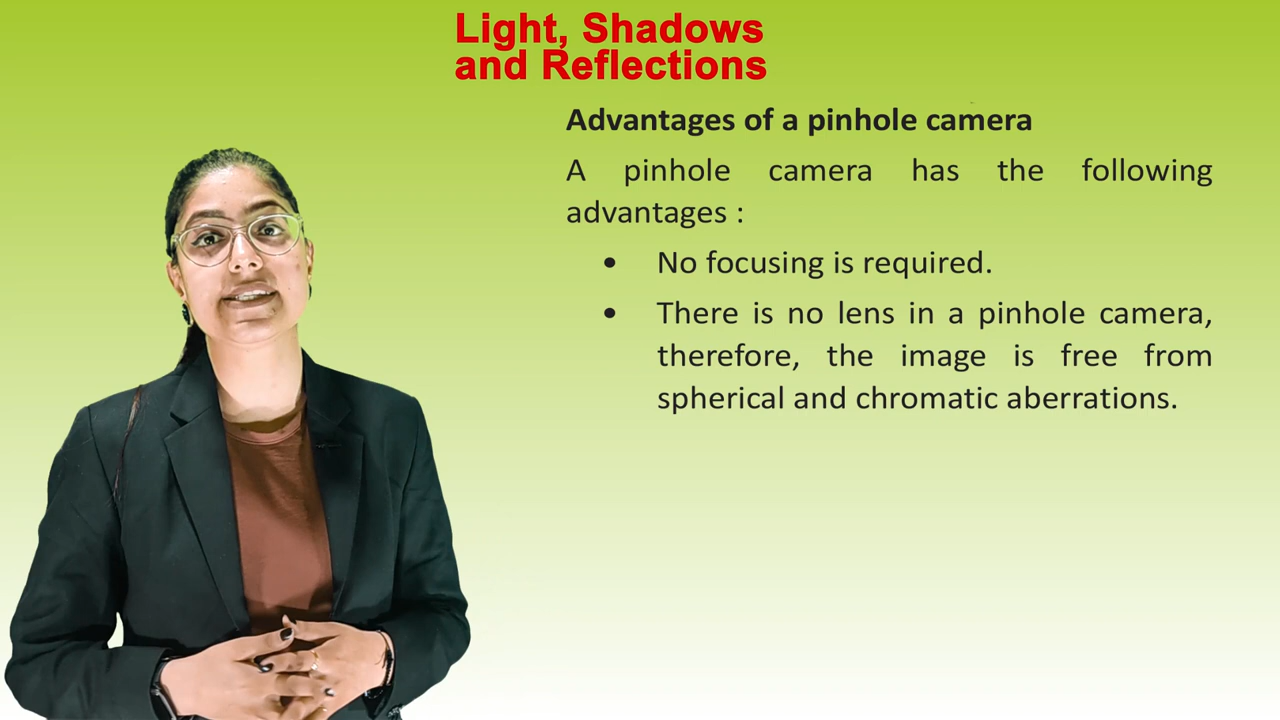 Light, Shadows
and Reflections
Advantages of a pinhole camera
A pinhole camera has the following
advantages :
• No focusing is required.
• There is no lens in a pinhole camera,
therefore, the image is free from
spherical and chromatic aberrations.